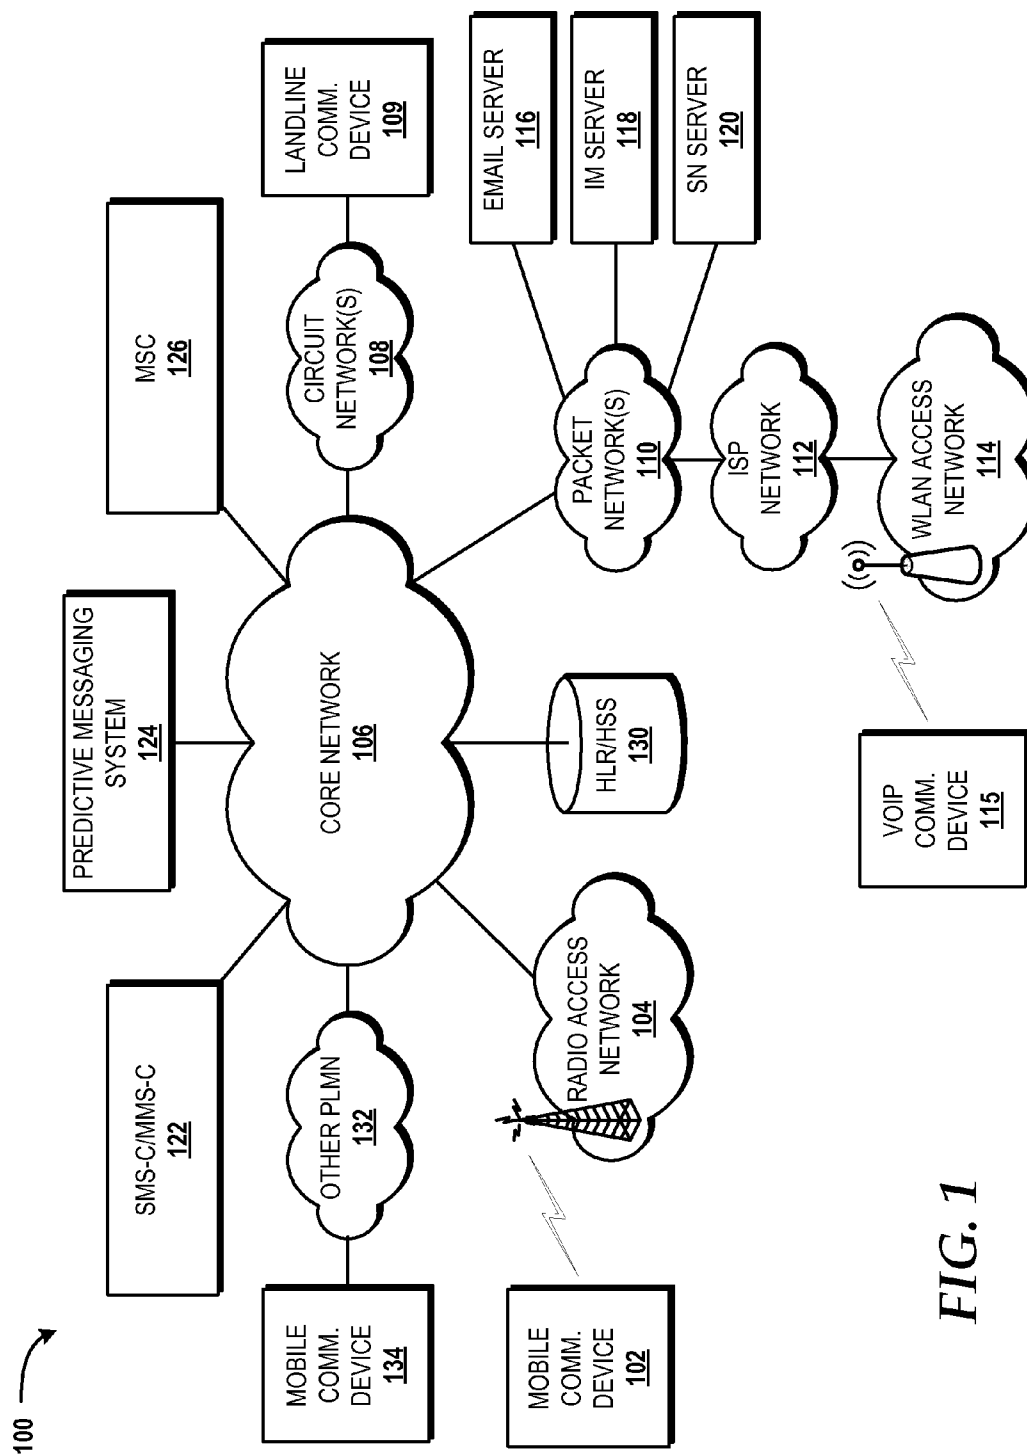 100
SMS-C/MMS-C
122
PREDICTIVE MESSAGING
SYSTEM
124
MSC
126
MOBILE
COMM.
DEVICE
134
OTHER PLMN
132
CORE NETWORK
106
CIRCUIT
NETWORK(S)
108
LANDLINE
COMM.
DEVICE
109
MOBILE
COMM.
DEVICE
102
RADIO ACCESS
NETWORK
104
HLR/HSS
130
PACKET
NETWORK(S)
110
EMAIL SERVER
116
IM SERVER
118
SN SERVER
120
ISP
NETWORK
112
VOIP
COMM.
DEVICE
115
WLAN ACCESS
NETWORK
114
FIG. 1